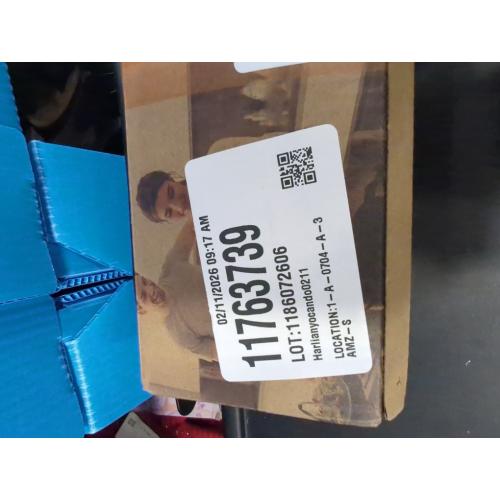 02/11/2026 09:17 AM
11763739
LOT:1186072606
Harlianyocando0211
LOCATION:1-A-0704-A-3
AMZ-S